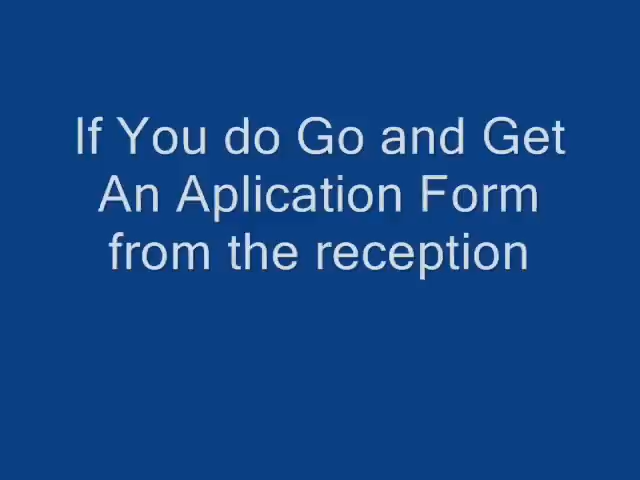 If You do Go and Get
An Aplication Form
from the reception